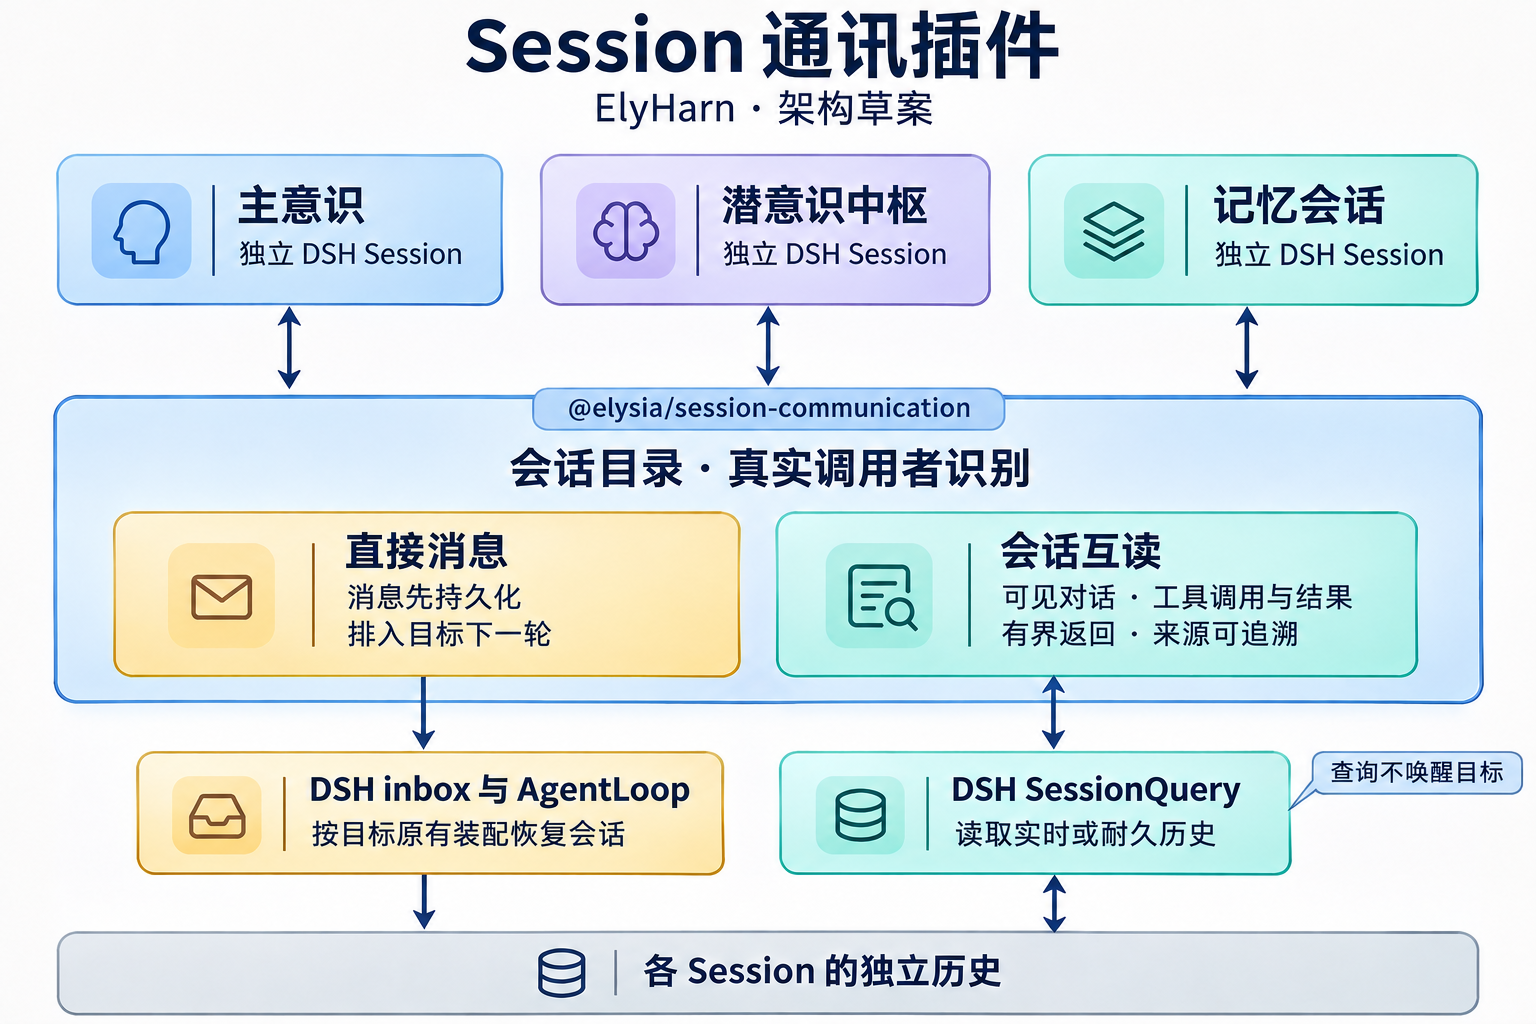 Session 通讯插件
ElyHarn · 架构草案
主意识
独立 DSH Session
潜意识中枢
独立 DSH Session
记忆会话
独立 DSH Session
@elysia/session-communication
会话目录 · 真实调用者识别
直接消息
消息先持久化
排入目标下一轮
会话互读
可见对话 · 工具调用与结果
有界返回 · 来源可追溯
DSH inbox 与 AgentLoop
按目标原有装配恢复会话
DSH SessionQuery
读取实时或耐久历史
查询不唤醒目标
各 Session 的独立历史